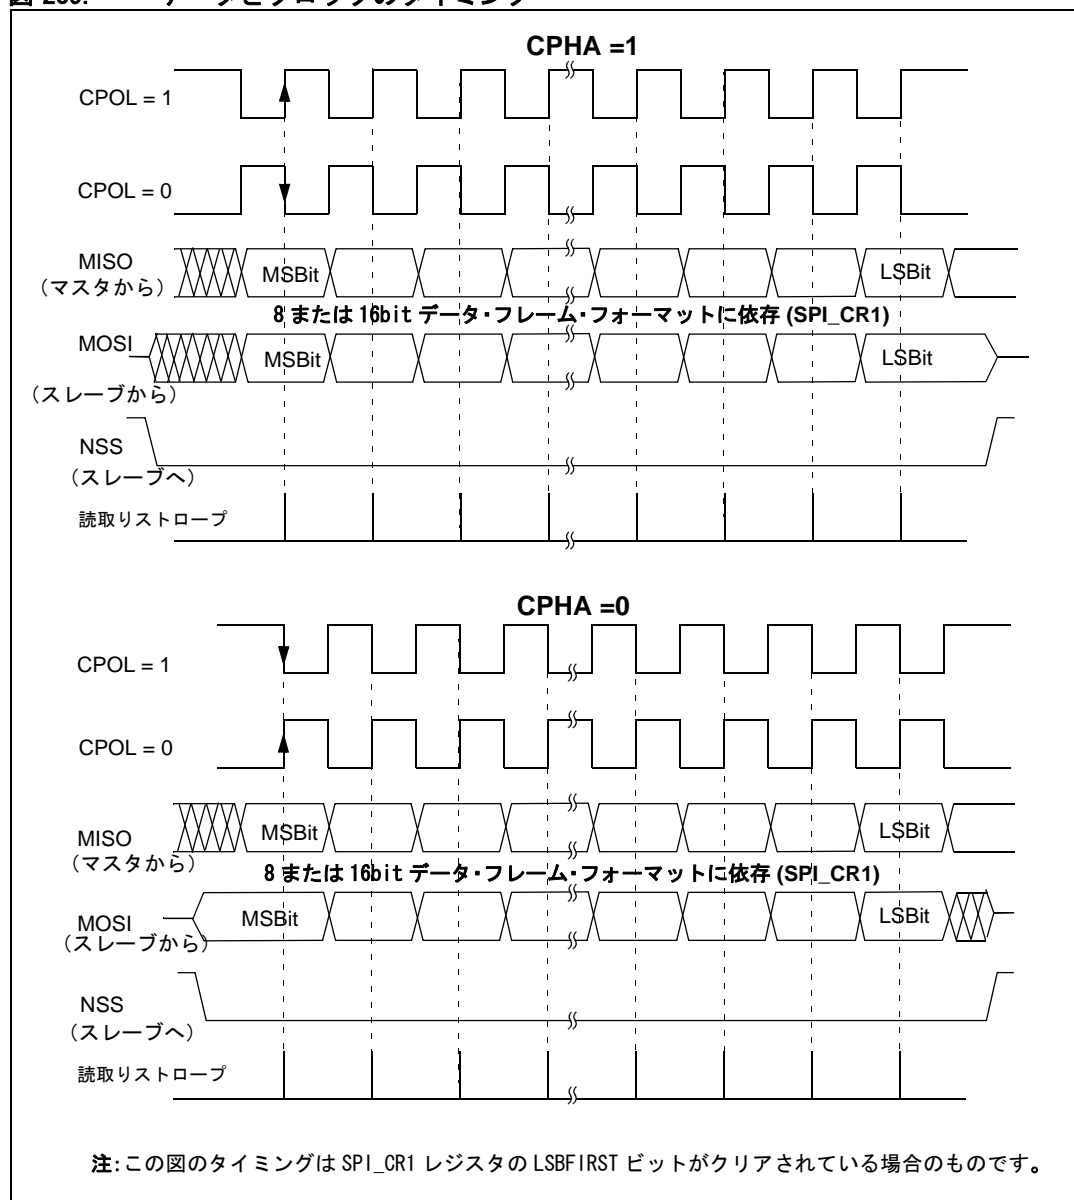 CPHA =1
CPOL = 1
CPOL = 0
MISO
（マスタから）
MSBit
LSBit
8 または 16bit データ・フレーム・フォーマットに依存 (SPI_CR1)
MOSI
（スレーブから）
MSBit
LSBit
NSS
（スレーブへ）
読取りストローブ
CPHA =0
CPOL = 1
CPOL = 0
MISO
（マスタから）
MSBit
LSBit
8 または 16bit データ・フレーム・フォーマットに依存 (SPI_CR1)
MOSI
（スレーブから）
MSBit
LSBit
NSS
（スレーブへ）
読取りストローブ
注：この図のタイミングは SPI_CR1 レジスタの LSBFIRST ビットがクリアされている場合のものです。